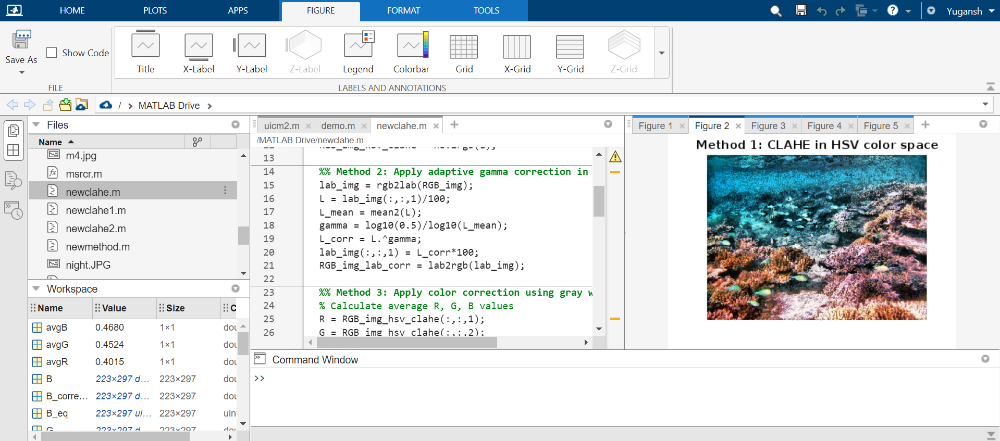 HOME PLOTS APPS FIGURE FORMAT TOOLS Yugansh
Save As
Show Code
Title X-Label Y-Label Z-Label Legend Colorbar Grid X-Grid Y-Grid Z-Grid
FILE LABELS AND ANNOTATIONS
/ > MATLAB Drive >
Files
Name
m4.jpg
msrcr.m
newclahe.m
newclahe1.m
newclahe2.m
newmethod.m
night.JPG
Workspace
Name Value Size C
avgB 0.4680 1×1 dou
avgG 0.4524 1×1 dou
avgR 0.4015 1×1 dou
B 223×297 d... 223×297 dou
B_corre... 223×297 d... 223×297 dou
B_eq 223×297 ui... 223×297 uin
G 223×297 d 223×297 dou
uicm2.m demo.m newclahe.m
/MATLAB Drive/newclahe.m
13
14 %% Method 2: Apply adaptive gamma correction in
15 lab_img = rgb2lab(RGB_img);
16 L = lab_img(:,:,1)/100;
17 L_mean = mean2(L);
18 gamma = log10(0.5)/log10(L_mean);
19 L_corr = L.^gamma;
20 lab_img(:,:,1) = L_corr*100;
21 RGB_img_lab_corr = lab2rgb(lab_img);
22
23 %% Method 3: Apply color correction using gray w
24 % Calculate average R, G, B values
25 R = RGB_img_hsv_clahe(:,:,1);
26 G = RGB_img_hsv_clahe(:,:,2);
Figure 1 Figure 2 Figure 3 Figure 4 Figure 5
Method 1: CLAHE in HSV color space
Command Window
>>